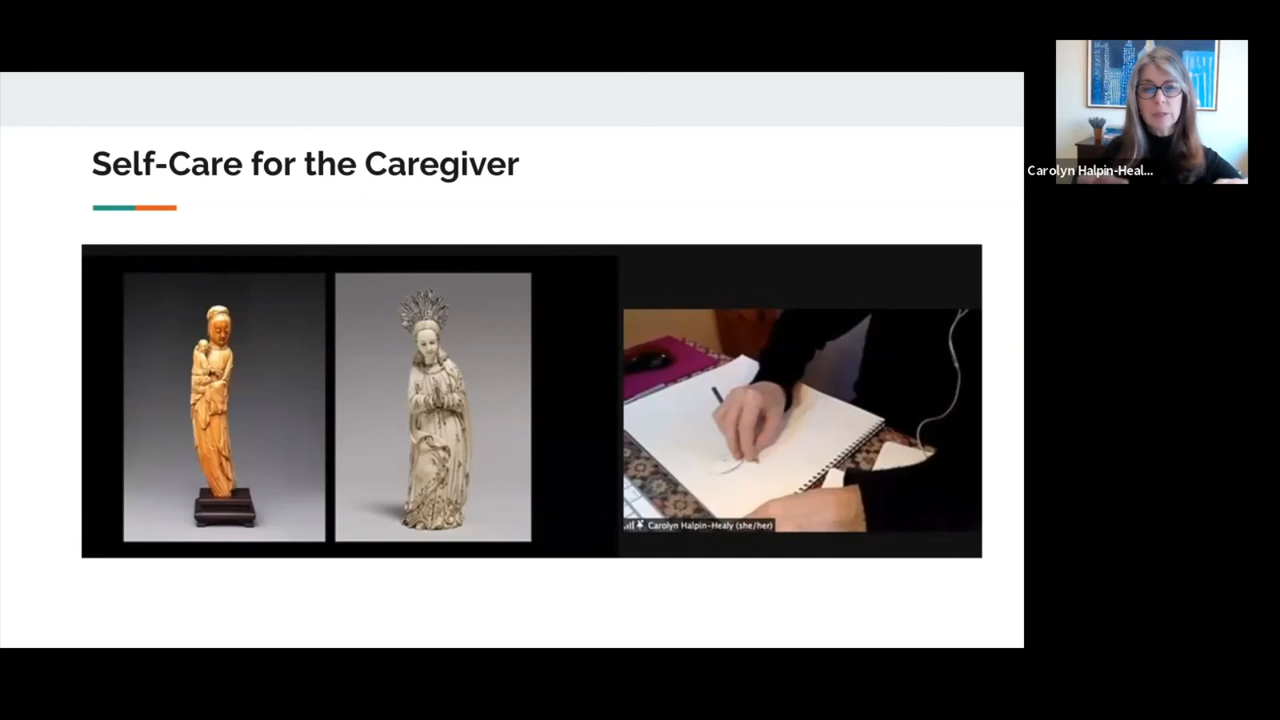 Self-Care for the Caregiver
Carolyn Halpin-Heal...
Carolyn Halpin-Healy (she/her)